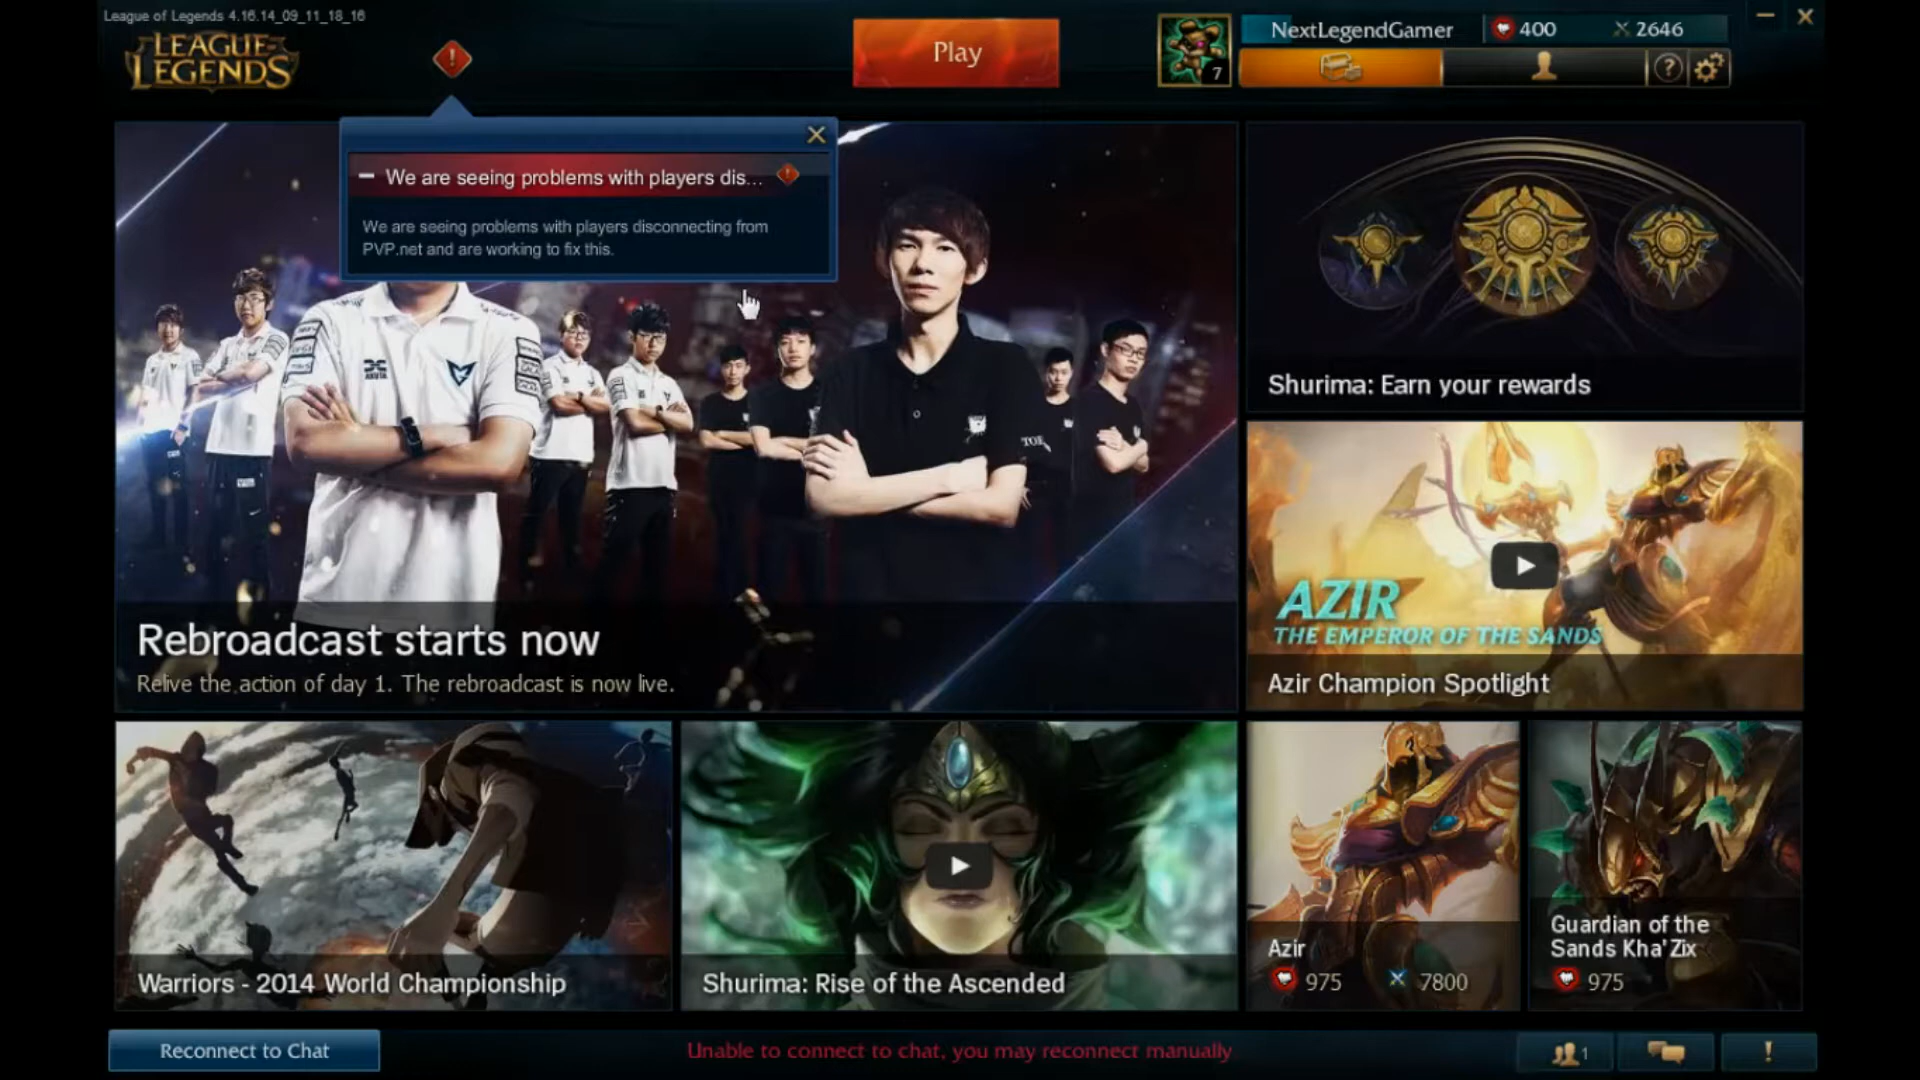 League of Legends 4.16.14_09_11_18_16
LEAGUE OF LEGENDS
Play
7
NextLegendGamer
400
2646
?
We are seeing problems with players dis...
We are seeing problems with players disconnecting from
PVP.net and are working to fix this.
Rebroadcast starts now
Relive the action of day 1. The rebroadcast is now live.
Shurima: Earn your rewards
AZIR
THE EMPEROR OF THE SANDS
Azir Champion Spotlight
Warriors - 2014 World Championship
Shurima: Rise of the Ascended
Azir
975
7800
Guardian of the
Sands Kha'Zix
975
Reconnect to Chat
Unable to connect to chat, you may reconnect manually
1